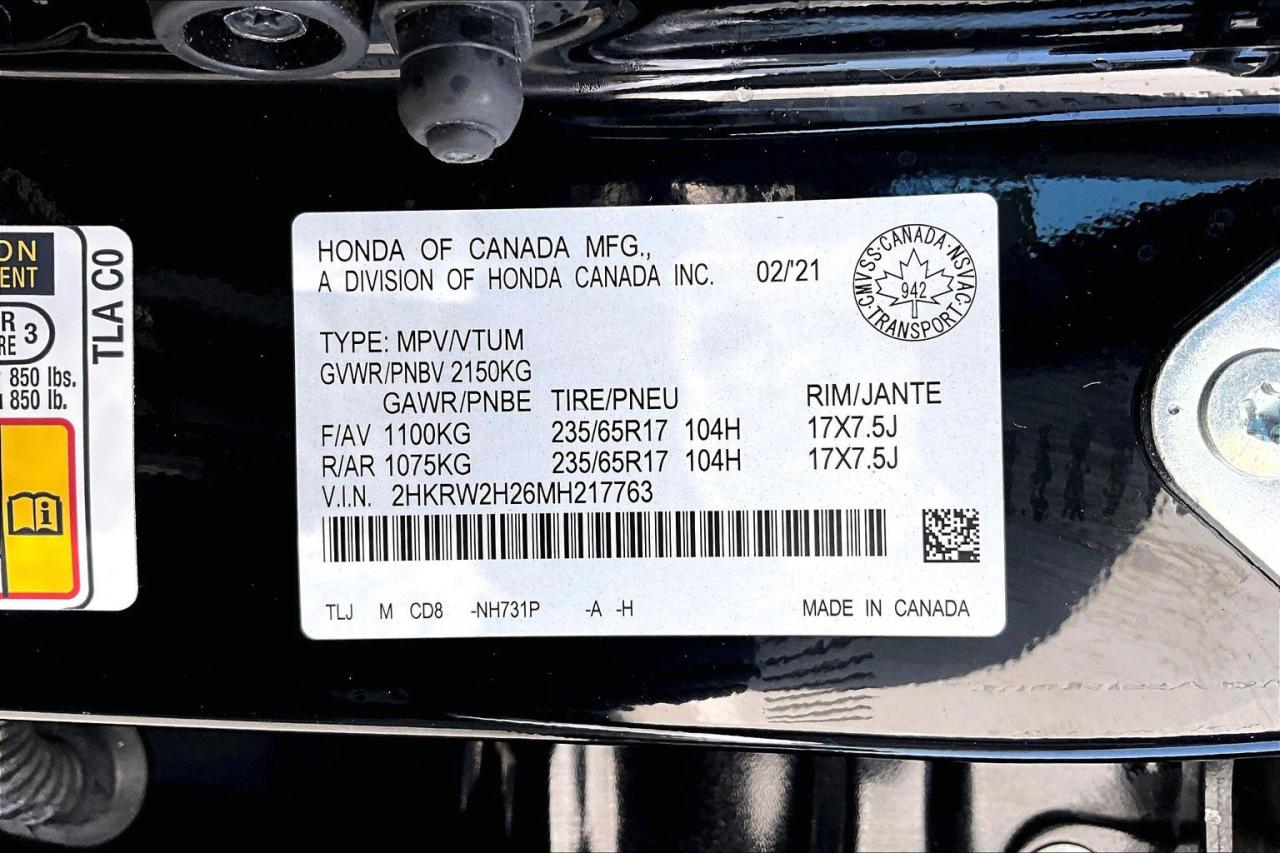 ON
ENT
R
RE 3
850 lbs.
850 lb.
TLA C0
HONDA OF CANADA MFG.,
A DIVISION OF HONDA CANADA INC. 02/'21
CMVSS·CANADA·NSVAC·TRANSPORT·
942
TYPE: MPV/VTUM
GVWR/PNBV 2150KG
GAWR/PNBE TIRE/PNEU RIM/JANTE
F/AV 1100KG 235/65R17 104H 17X7.5J
R/AR 1075KG 235/65R17 104H 17X7.5J
V.I.N. 2HKRW2H26MH217763
TLJ M CD8 -NH731P -A -H MADE IN CANADA